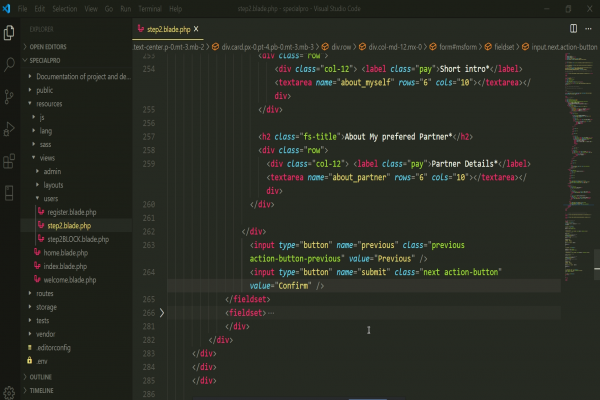 File Edit Selection View Go Run Terminal Help
step2.blade.php - specialpro - Visual Studio Code
EXPLORER
step2.blade.php ×
OPEN EDITORS
.text-center.p-0.mt-3.mb-2 > div.card.px-0.pt-4.pb-0.mt-3.mb-3 > div.row > div.col-md-12.mx-0 > form#msform > fieldset > input.next.action-button
SPECIALPRO
Documentation of project and de...
public
resources
js
lang
sass
views
admin
layouts
users
register.blade.php
step2.blade.php
step2BLOCK.blade.php
home.blade.php
index.blade.php
welcome.blade.php
routes
storage
tests
vendor
.editorconfig
.env
OUTLINE
TIMELINE
253 <div class="row">
254 <div class="col-12"> <label class="pay">Short intro*</label>
<textarea name="about_myself" rows="6" cols="10"></textarea></
div>
255 </div>
256
257 <h2 class="fs-title">About My prefered Partner*</h2>
258 <div class="row">
259 <div class="col-12"> <label class="pay">Partner Details*</label>
<textarea name="about_partner" rows="6" cols="10"></textarea></
div>
260 </div>
261
262 </div>
263 <input type="button" name="previous" class="previous
action-button-previous" value="Previous" />
264 <input type="button" name="submit" class="next action-button"
value="Confirm" />
265 </fieldset>
266 <fieldset>...
281 </div>
282 </div>
283 </div>
284 </div>
285 </div>
286